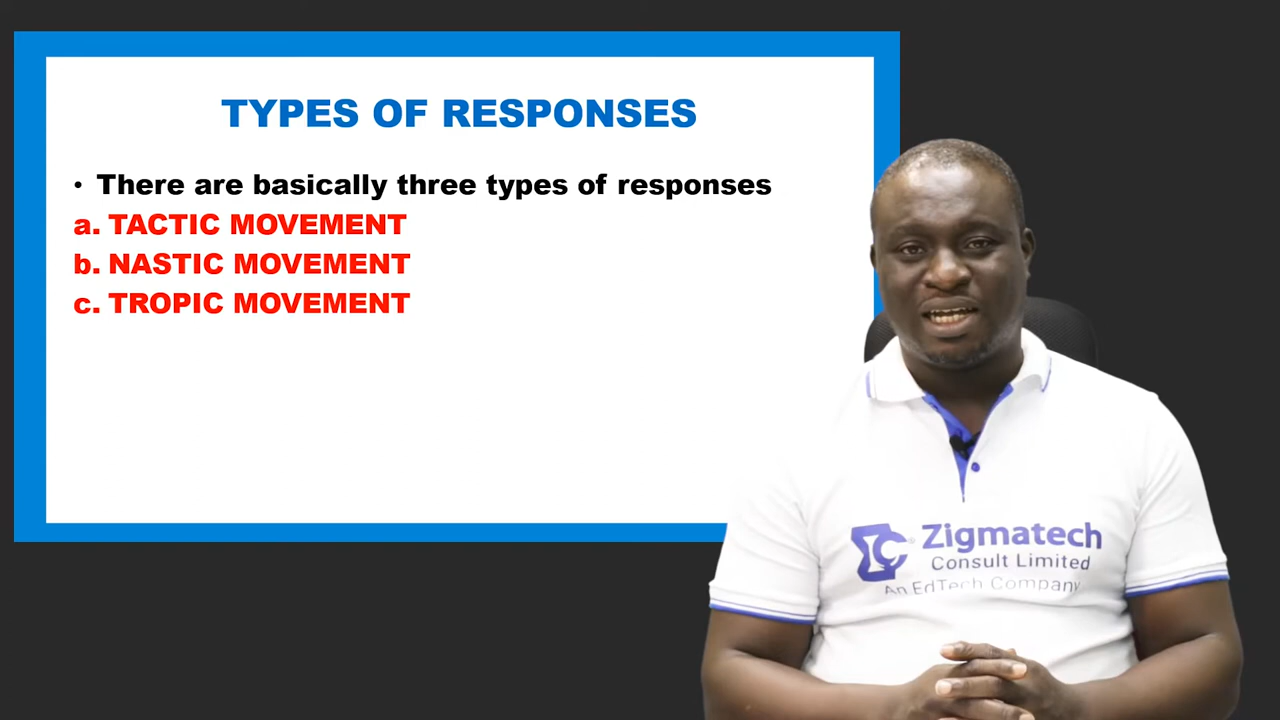 TYPES OF RESPONSES
• There are basically three types of responses
a. TACTIC MOVEMENT
b. NASTIC MOVEMENT
c. TROPIC MOVEMENT
Zigmatech
Consult Limited
An EdTech Company